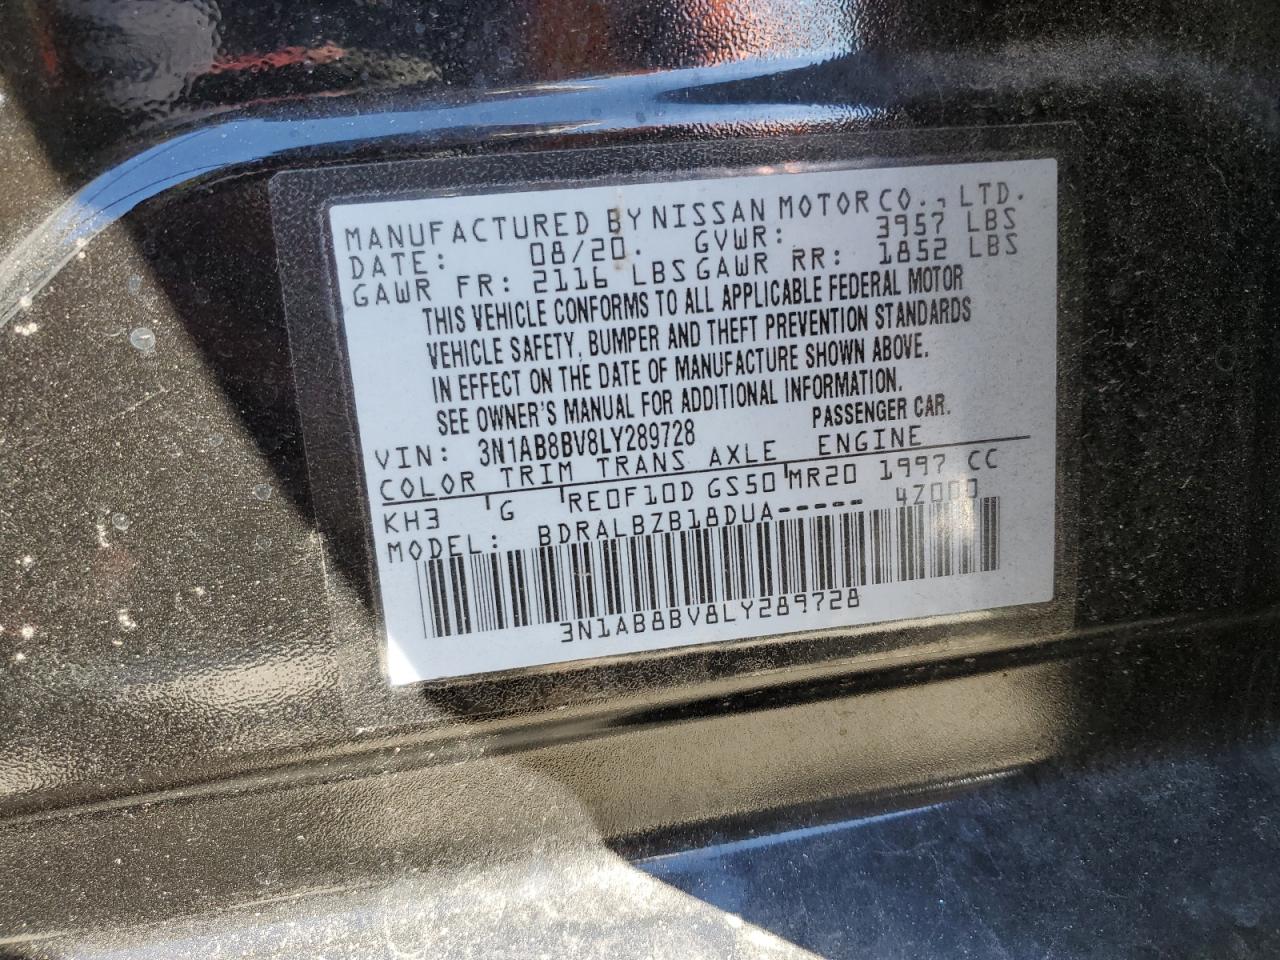 MANUFACTURED BY NISSAN MOTOR CO., LTD.
DATE: 08/20. GVWR: 3957 LBS
GAWR FR: 2116 LBS GAWR RR: 1852 LBS
THIS VEHICLE CONFORMS TO ALL APPLICABLE FEDERAL MOTOR
VEHICLE SAFETY, BUMPER AND THEFT PREVENTION STANDARDS
IN EFFECT ON THE DATE OF MANUFACTURE SHOWN ABOVE.
SEE OWNER'S MANUAL FOR ADDITIONAL INFORMATION.
VIN: 3N1AB8BV8LY289728 PASSENGER CAR.
COLOR TRIM TRANS AXLE ENGINE
KH3 G RE0F10D GS50 MR20 1997 CC
MODEL: BDRALBZB18DUA----- 4Z000
3N1AB8BV8LY289728